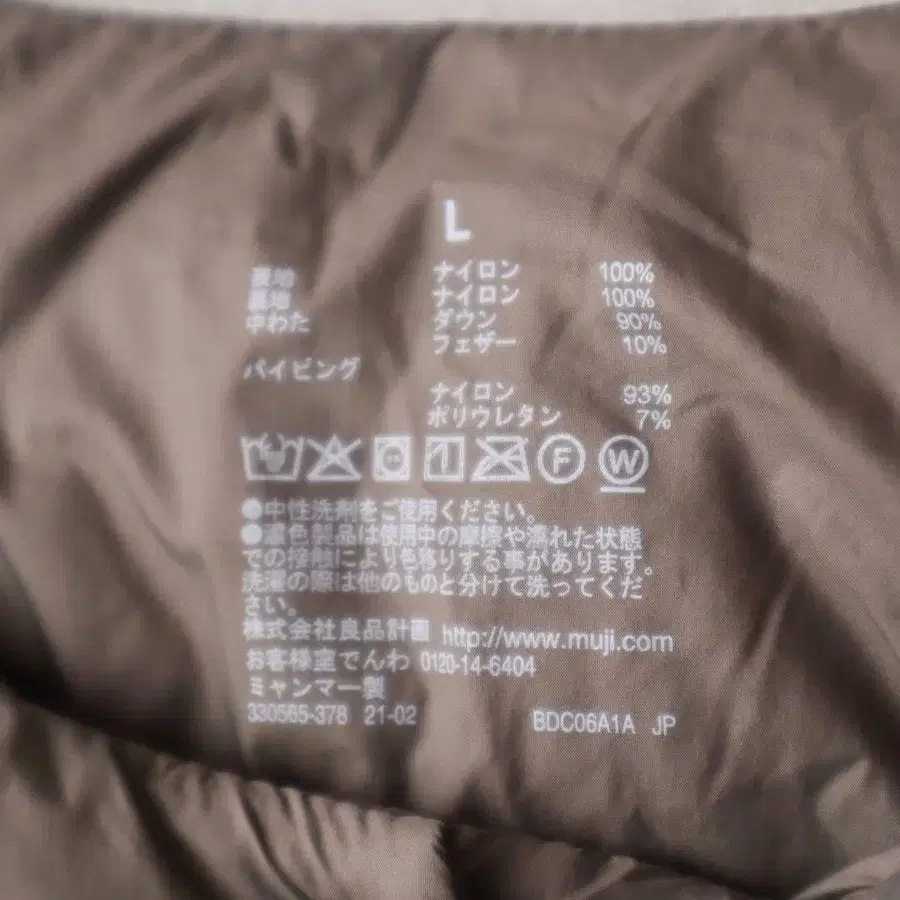 L
表地 ナイロン 100%
裏地 ナイロン 100%
中わた ダウン 90%
フェザー 10%
パイピング
ナイロン 93%
ポリウレタン 7%
F W
●中性洗剤をご使用ください。
●濃色製品は使用中の摩擦や濡れた状態
での接触により色移りする事があります。
洗濯の際は他のものと分けて洗ってくだ
さい。
株式会社良品計画 http://www.muji.com
お客様室でんわ 0120-14-6404
ミャンマー製
330565-378 21-02 BDC06A1A JP